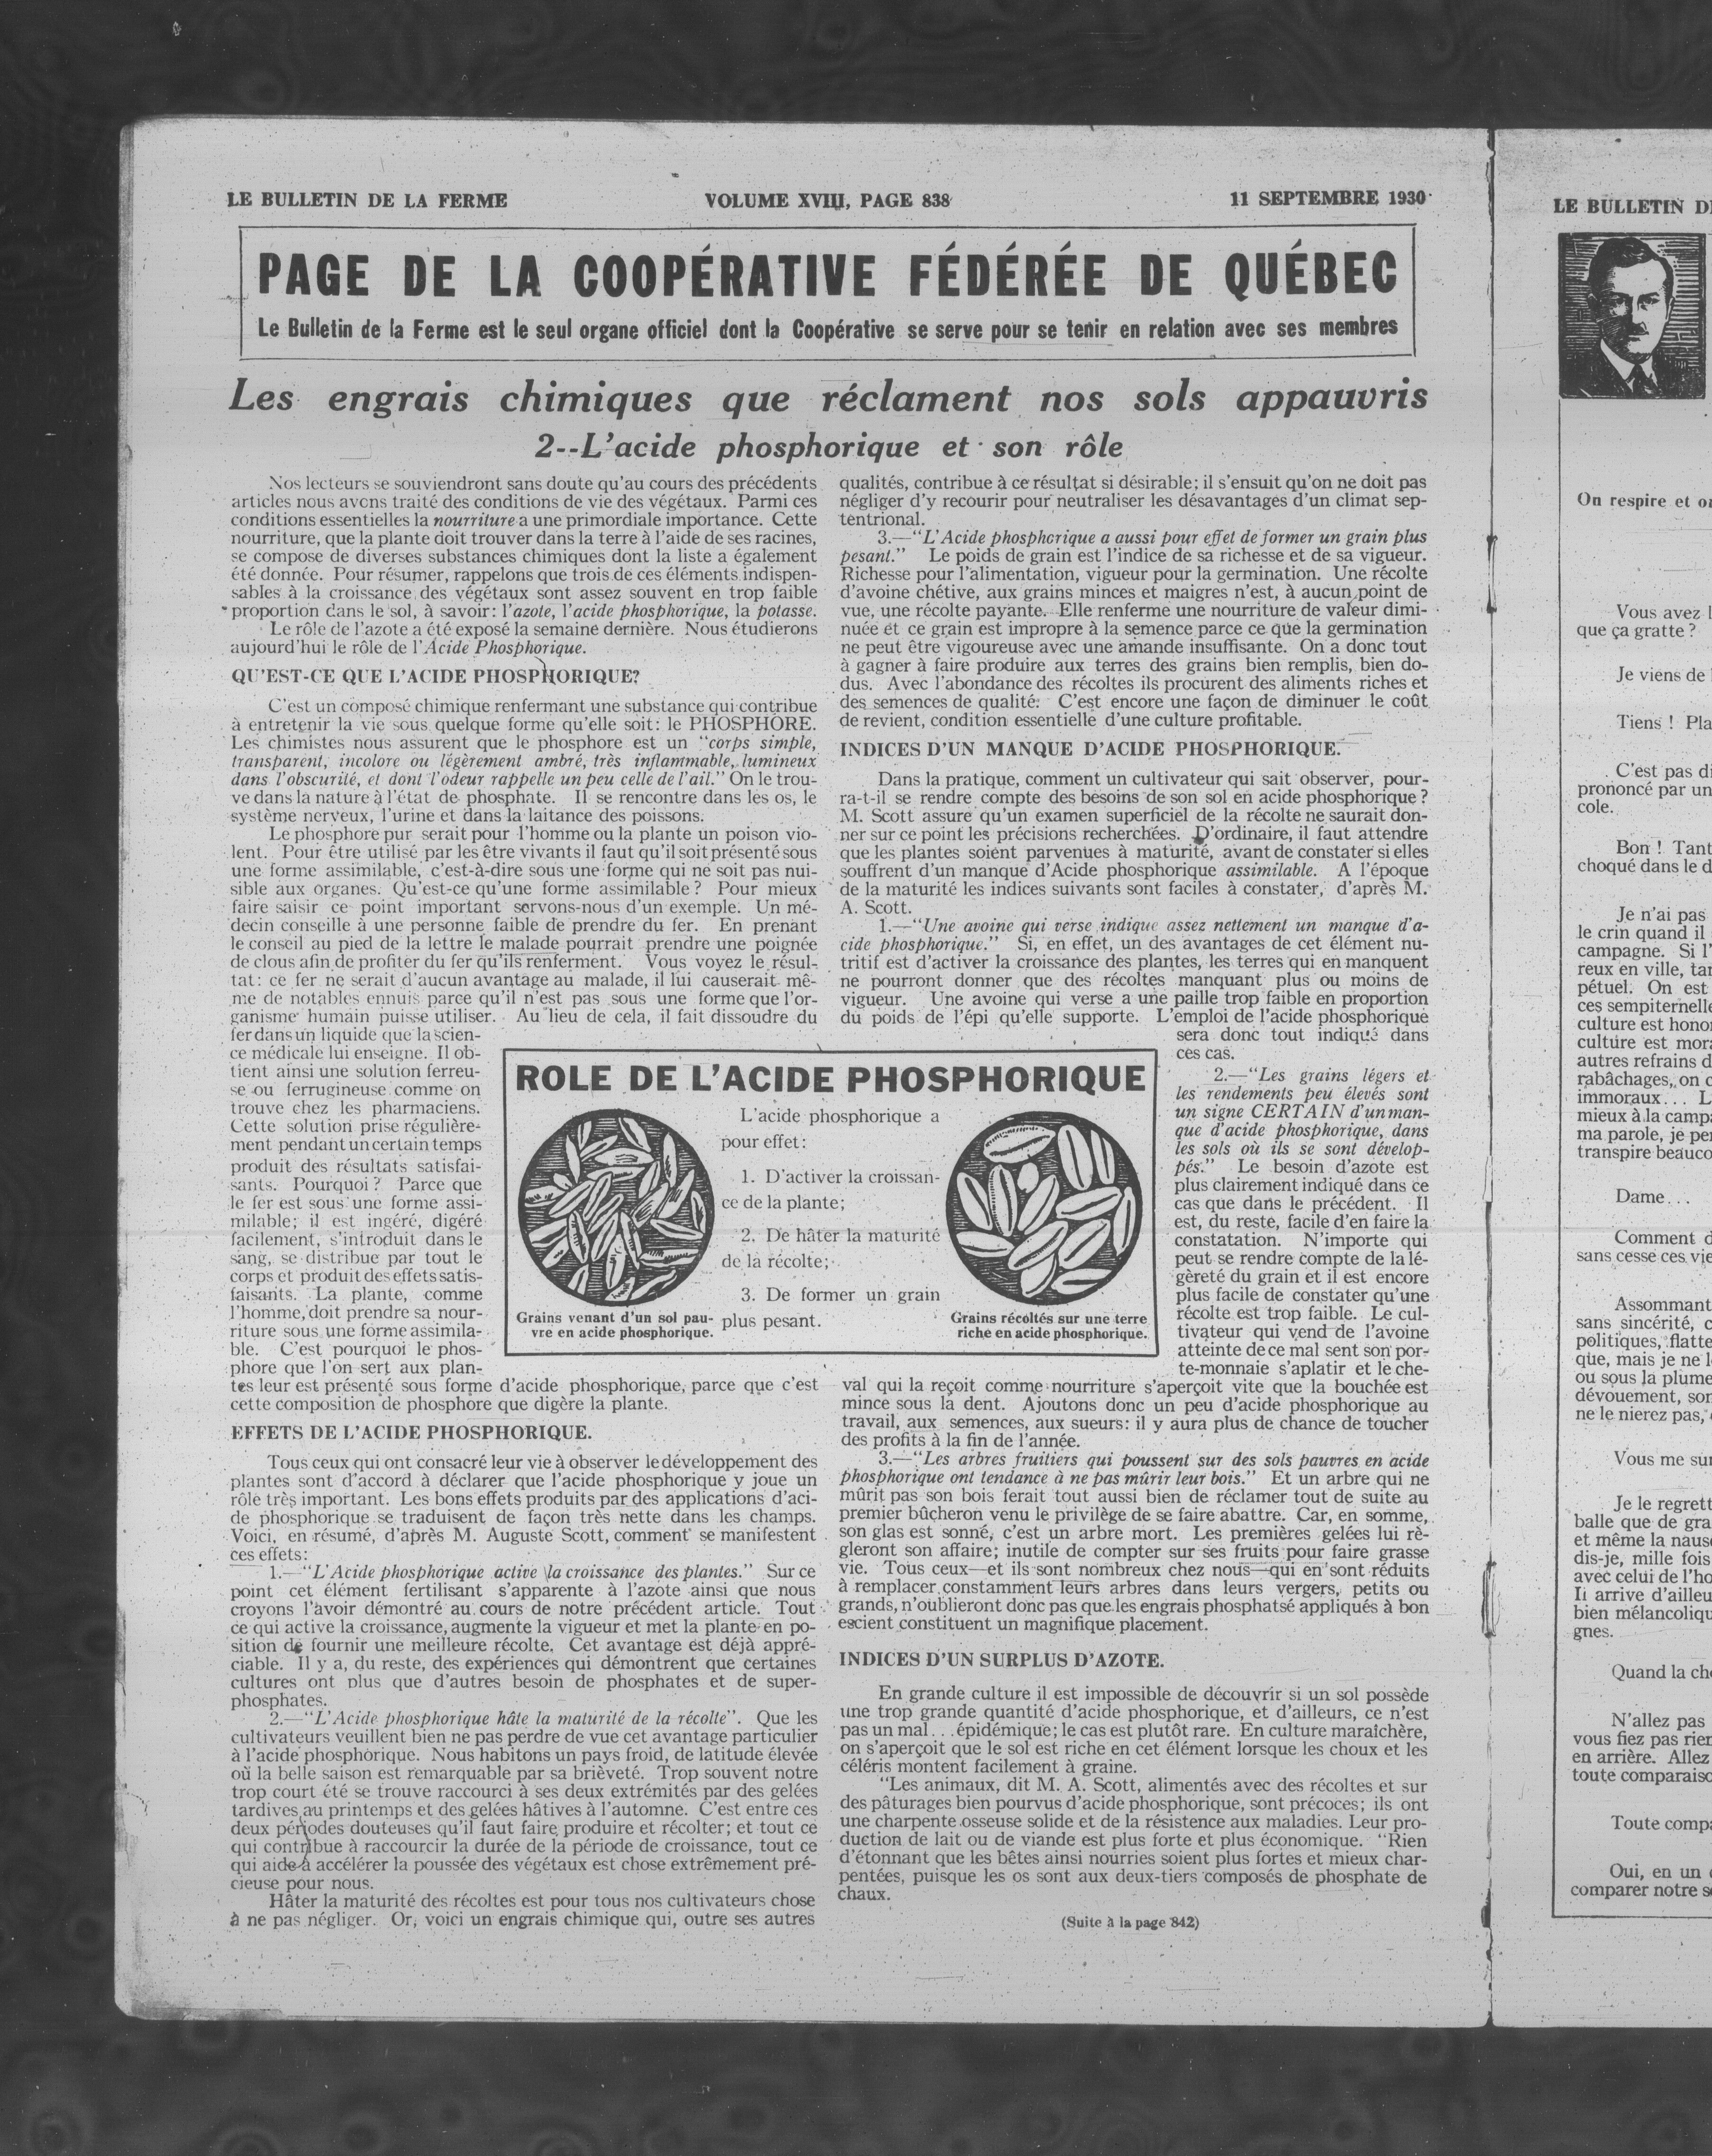 LE BULLETIN DE LA FERME VOLUME XVIII, PAGE 838 11 SEPTEMBRE 1930
PAGE DE LA COOPÉRATIVE FÉDÉRÉE DE QUÉBEC
Le Bulletin de la Ferme est le seul organe officiel dont la Coopérative se serve pour se tenir en relation avec ses membres
Les engrais chimiques que réclament nos sols appauvris
2--L'acide phosphorique et son rôle
Nos lecteurs se souviendront sans doute qu'au cours des précédents
articles nous avons traité des conditions de vie des végétaux. Parmi ces
conditions essentielles la nourriture a une primordiale importance. Cette
nourriture, que la plante doit trouver dans la terre à l'aide de ses racines,
se compose de diverses substances chimiques dont la liste a également
été donnée. Pour résumer, rappelons que trois de ces éléments indispen-
sables à la croissance des végétaux sont assez souvent en trop faible
proportion dans le sol, à savoir: l'azote, l'acide phosphorique, la potasse.
Le rôle de l'azote a été exposé la semaine dernière. Nous étudierons
aujourd'hui le rôle de l'Acide Phosphorique.
QU'EST-CE QUE L'ACIDE PHOSPHORIQUE?
C'est un composé chimique renfermant une substance qui contribue
à entretenir la vie sous quelque forme qu'elle soit: le PHOSPHORE.
Les chimistes nous assurent que le phosphore est un "corps simple,
transparent, incolore ou légèrement ambré, très inflammable, lumineux
dans l'obscurité, et dont l'odeur rappelle un peu celle de l'ail." On le trou-
ve dans la nature à l'état de phosphate. Il se rencontre dans les os, le
système nerveux, l'urine et dans la laitance des poissons.
Le phosphore pur serait pour l'homme ou la plante un poison vio-
lent. Pour être utilisé par les être vivants il faut qu'il soit présenté sous
une forme assimilable, c'est-à-dire sous une forme qui ne soit pas nui-
sible aux organes. Qu'est-ce qu'une forme assimilable? Pour mieux
faire saisir ce point important servons-nous d'un exemple. Un mé-
decin conseille à une personne faible de prendre du fer. En prenant
le conseil au pied de la lettre le malade pourrait prendre une poignée
de clous afin de profiter du fer qu'ils renferment. Vous voyez le résul-
tat: ce fer ne serait d'aucun avantage au malade, il lui causerait mê-
me de notables ennuis parce qu'il n'est pas sous une forme que l'or-
ganisme humain puisse utiliser. Au lieu de cela, il fait dissoudre du
fer dans un liquide que la scien-
ce médicale lui enseigne. Il ob-
tient ainsi une solution ferreu-
se ou ferrugineuse comme on
trouve chez les pharmaciens.
Cette solution prise régulière-
ment pendant un certain temps
produit des résultats satisfai-
sants. Pourquoi? Parce que
le fer est sous une forme assi-
milable; il est ingéré, digéré
facilement, s'introduit dans le
sang, se distribue par tout le
corps et produit des effets satis-
faisants. La plante, comme
l'homme, doit prendre sa nour-
riture sous une forme assimila-
ble. C'est pourquoi le phos-
phore que l'on sert aux plan-
tes leur est présenté sous forme d'acide phosphorique, parce que c'est
cette composition de phosphore que digère la plante.
EFFETS DE L'ACIDE PHOSPHORIQUE.
Tous ceux qui ont consacré leur vie à observer le développement des
plantes sont d'accord à déclarer que l'acide phosphorique y joue un
rôle très important. Les bons effets produits par des applications d'aci-
de phosphorique se traduisent de façon très nette dans les champs.
Voici, en résumé, d'après M. Auguste Scott, comment se manifestent
ces effets:
1.—"L'Acide phosphorique active la croissance des plantes." Sur ce
point cet élément fertilisant s'apparente à l'azote ainsi que nous
croyons l'avoir démontré au cours de notre précédent article. Tout
ce qui active la croissance, augmente la vigueur et met la plante en po-
sition de fournir une meilleure récolte. Cet avantage est déjà appré-
ciable. Il y a, du reste, des expériences qui démontrent que certaines
cultures ont plus que d'autres besoin de phosphates et de super-
phosphates.
2.—"L'Acide phosphorique hâte la maturité de la récolte". Que les
cultivateurs veuillent bien ne pas perdre de vue cet avantage particulier
à l'acide phosphorique. Nous habitons un pays froid, de latitude élevée
où la belle saison est remarquable par sa brièveté. Trop souvent notre
trop court été se trouve raccourci à ses deux extrémités par des gelées
tardives au printemps et des gelées hâtives à l'automne. C'est entre ces
deux périodes douteuses qu'il faut faire produire et récolter; et tout ce
qui contribue à raccourcir la durée de la période de croissance, tout ce
qui aide à accélérer la poussée des végétaux est chose extrêmement pré-
cieuse pour nous.
Hâter la maturité des récoltes est pour tous nos cultivateurs chose
à ne pas négliger. Or, voici un engrais chimique qui, outre ses autres
ROLE DE L'ACIDE PHOSPHORIQUE
L'acide phosphorique a
pour effet:
1. D'activer la croissan-
ce de la plante;
2. De hâter la maturité
de la récolte;
3. De former un grain
plus pesant.
Grains venant d'un sol pau-
vre en acide phosphorique.
Grains récoltés sur une terre
riche en acide phosphorique.
qualités, contribue à ce résultat si désirable; il s'ensuit qu'on ne doit pas
négliger d'y recourir pour neutraliser les désavantages d'un climat sep-
tentrional.
3.—"L'Acide phosphorique a aussi pour effet de former un grain plus
pesant." Le poids de grain est l'indice de sa richesse et de sa vigueur.
Richesse pour l'alimentation, vigueur pour la germination. Une récolte
d'avoine chétive, aux grains minces et maigres n'est, à aucun point de
vue, une récolte payante. Elle renferme une nourriture de valeur dimi-
nuée et ce grain est impropre à la semence parce ce que la germination
ne peut être vigoureuse avec une amande insuffisante. On a donc tout
à gagner à faire produire aux terres des grains bien remplis, bien do-
dus. Avec l'abondance des récoltes ils procurent des aliments riches et
des semences de qualité: C'est encore une façon de diminuer le coût
de revient, condition essentielle d'une culture profitable.
INDICES D'UN MANQUE D'ACIDE PHOSPHORIQUE.
Dans la pratique, comment un cultivateur qui sait observer, pour-
ra-t-il se rendre compte des besoins de son sol en acide phosphorique?
M. Scott assure qu'un examen superficiel de la récolte ne saurait don-
ner sur ce point les précisions recherchées. D'ordinaire, il faut attendre
que les plantes soient parvenues à maturité, avant de constater si elles
souffrent d'un manque d'Acide phosphorique assimilable. A l'époque
de la maturité les indices suivants sont faciles à constater, d'après M.
A. Scott.
1.—"Une avoine qui verse indique assez nettement un manque d'a-
cide phosphorique." Si, en effet, un des avantages de cet élément nu-
tritif est d'activer la croissance des plantes, les terres qui en manquent
ne pourront donner que des récoltes manquant plus ou moins de
vigueur. Une avoine qui verse a une paille trop faible en proportion
du poids de l'épi qu'elle supporte. L'emploi de l'acide phosphorique
sera donc tout indiqué dans
ces cas.
2.—"Les grains légers et
les rendements peu élevés sont
un signe CERTAIN d'un man-
que d'acide phosphorique, dans
les sols où ils se sont dévelop-
pés." Le besoin d'azote est
plus clairement indiqué dans ce
cas que dans le précédent. Il
est, du reste, facile d'en faire la
constatation. N'importe qui
peut se rendre compte de la lé-
gèreté du grain et il est encore
plus facile de constater qu'une
récolte est trop faible. Le cul-
tivateur qui vend de l'avoine
atteinte de ce mal sent son por-
te-monnaie s'aplatir et le che-
val qui la reçoit comme nourriture s'aperçoit vite que la bouchée est
mince sous la dent. Ajoutons donc un peu d'acide phosphorique au
travail, aux semences, aux sueurs: il y aura plus de chance de toucher
des profits à la fin de l'année.
3.—"Les arbres fruitiers qui poussent sur des sols pauvres en acide
phosphorique ont tendance à ne pas mûrir leur bois." Et un arbre qui ne
mûrit pas son bois ferait tout aussi bien de réclamer tout de suite au
premier bûcheron venu le privilège de se faire abattre. Car, en somme,
son glas est sonné, c'est un arbre mort. Les premières gelées lui rè-
gleront son affaire; inutile de compter sur ses fruits pour faire grasse
vie. Tous ceux—et ils sont nombreux chez nous—qui en sont réduits
à remplacer constamment leurs arbres dans leurs vergers, petits ou
grands, n'oublieront donc pas que les engrais phosphatsé appliqués à bon
escient constituent un magnifique placement.
INDICES D'UN SURPLUS D'AZOTE.
En grande culture il est impossible de découvrir si un sol possède
une trop grande quantité d'acide phosphorique, et d'ailleurs, ce n'est
pas un mal...épidémique; le cas est plutôt rare. En culture maraîchère,
on s'aperçoit que le sol est riche en cet élément lorsque les choux et les
céléris montent facilement à graine.
"Les animaux, dit M. A. Scott, alimentés avec des récoltes et sur
des pâturages bien pourvus d'acide phosphorique, sont précoces; ils ont
une charpente osseuse solide et de la résistence aux maladies. Leur pro-
duction de lait ou de viande est plus forte et plus économique. "Rien
d'étonnant que les bêtes ainsi nourries soient plus fortes et mieux char-
pentées, puisque les os sont aux deux-tiers composés de phosphate de
chaux.
(Suite à la page 842)
LE BULLETIN
On respire et
Vous avez
que ça gratte?
Je viens de
Tiens!
C'est pas
prononcé par un
cole.
Bon! Tant
choqué dans le
Je n'ai pas
le crin quand il
campagne. Si
reux en ville,
pétuel. On est
ces sempiternelle
culture est
culture est
autres refrains
rabâchages, on
immoraux...
mieux à la
ma parole, je
transpire
Dame...
Comment
sans cesse ces
Assommant
sans sincérité,
politiques,
que, mais je ne
ou sous la plume
dévouement,
ne le nierez pas,
Vous me
Je le
balle que de
et même la
dis-je, mille fois
avec celui de
Il arrive
bien
gnes.
Quand la
N'allez pas
vous fiez pas
en arrière. Allez
toute
Toute
Oui, en un
comparer notre